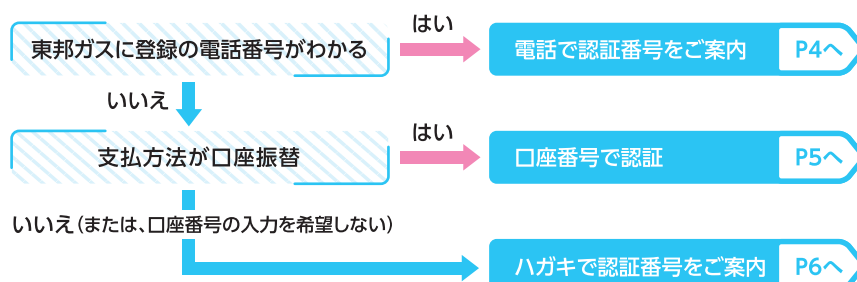 東邦ガスに登録の電話番号がわかる
はい
電話で認証番号をご案内
P4へ
いいえ
支払方法が口座振替
はい
口座番号で認証
P5へ
いいえ(または、口座番号の入力を希望しない)
ハガキで認証番号をご案内
P6へ